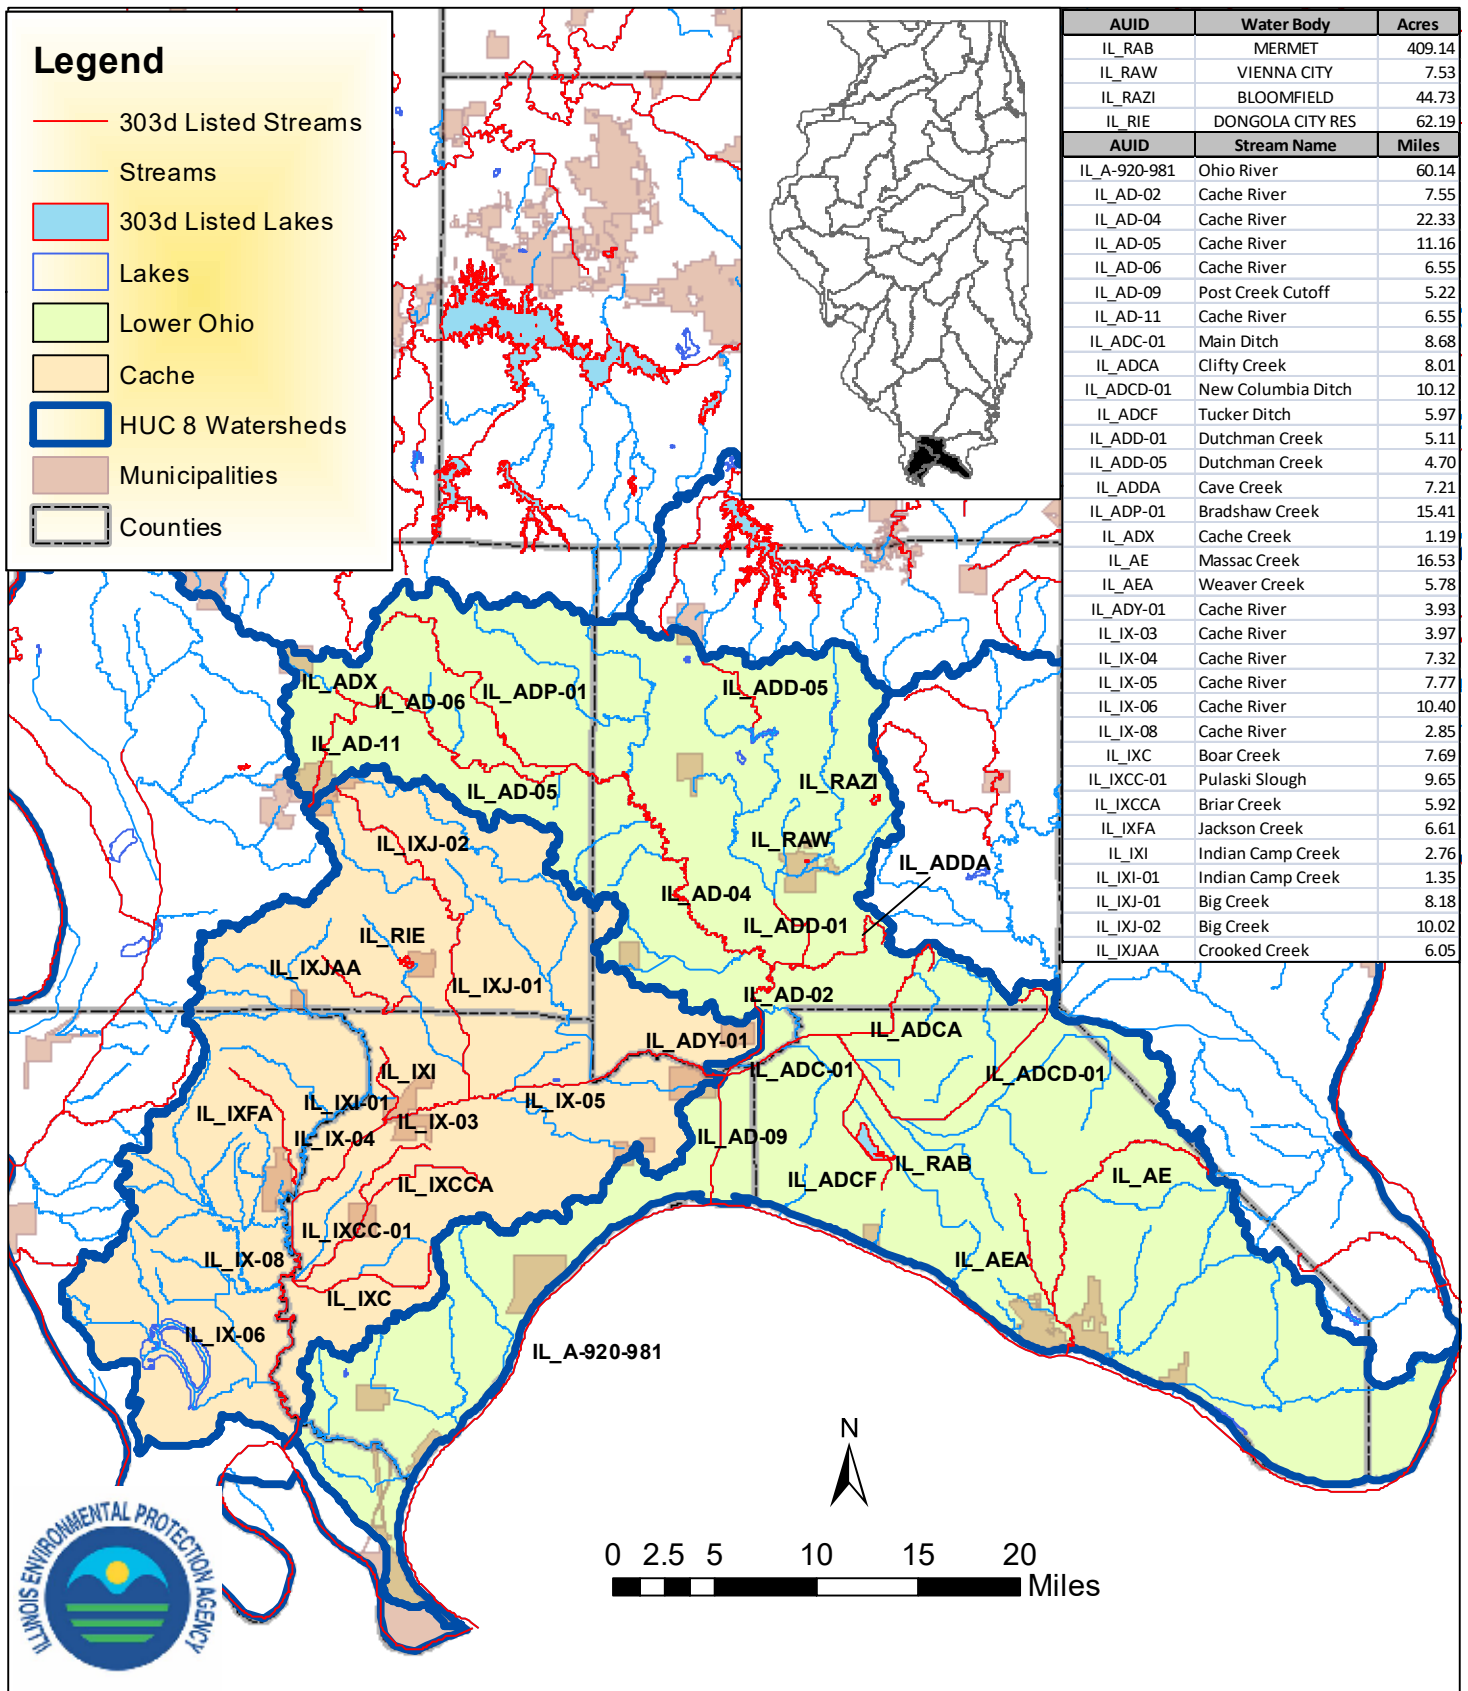 Legend
303d Listed Streams
Streams
303d Listed Lakes
Lakes
Lower Ohio
Cache
HUC 8 Watersheds
Municipalities
Counties
AUID Water Body Acres
IL_RAB MERMET 409.14
IL_RAW VIENNA CITY 7.53
IL_RAZI BLOOMFIELD 44.73
IL_RIE DONGOLA CITY RES 62.19
AUID Stream Name Miles
IL_A-920-981 Ohio River 60.14
IL_AD-02 Cache River 7.55
IL_AD-04 Cache River 22.33
IL_AD-05 Cache River 11.16
IL_AD-06 Cache River 6.55
IL_AD-09 Post Creek Cutoff 5.22
IL_AD-11 Cache River 6.55
IL_ADC-01 Main Ditch 8.68
IL_ADCA Clifty Creek 8.01
IL_ADCD-01 New Columbia Ditch 10.12
IL_ADCF Tucker Ditch 5.97
IL_ADD-01 Dutchman Creek 5.11
IL_ADD-05 Dutchman Creek 4.70
IL_ADDA Cave Creek 7.21
IL_ADP-01 Bradshaw Creek 15.41
IL_ADX Cache Creek 1.19
IL_AE Massac Creek 16.53
IL_AEA Weaver Creek 5.78
IL_ADY-01 Cache River 3.93
IL_IX-03 Cache River 3.97
IL_IX-04 Cache River 7.32
IL_IX-05 Cache River 7.77
IL_IX-06 Cache River 10.40
IL_IX-08 Cache River 2.85
IL_IXC Boar Creek 7.69
IL_IXCC-01 Pulaski Slough 9.65
IL_IXCCA Briar Creek 5.92
IL_IXFA Jackson Creek 6.61
IL_IXI Indian Camp Creek 2.76
IL_IXI-01 Indian Camp Creek 1.35
IL_IXJ-01 Big Creek 8.18
IL_IXJ-02 Big Creek 10.02
IL_IXJAA Crooked Creek 6.05
IL_ADX
IL_AD-06
IL_ADP-01
IL_ADD-05
IL_AD-11
IL_AD-05
IL_RAZI
IL_IXJ-02
IL_RAW
IL_ADDA
IL_AD-04
IL_ADD-01
IL_RIE
IL_IXJAA
IL_IXJ-01
IL_AD-02
IL_ADCA
IL_ADY-01
IL_ADC-01
IL_ADCD-01
IL_IXI
IL_IXI-01
IL_IX-05
IL_IXFA
IL_IX-03
IL_IX-04
IL_AD-09
IL_RAB
IL_ADCF
IL_AE
IL_IXCCA
IL_IXCC-01
IL_IX-08
IL_AEA
IL_IXC
IL_IX-06
IL_A-920-981
N
0 2.5 5 10 15 20
Miles
ILLINOIS ENVIRONMENTAL PROTECTION AGENCY